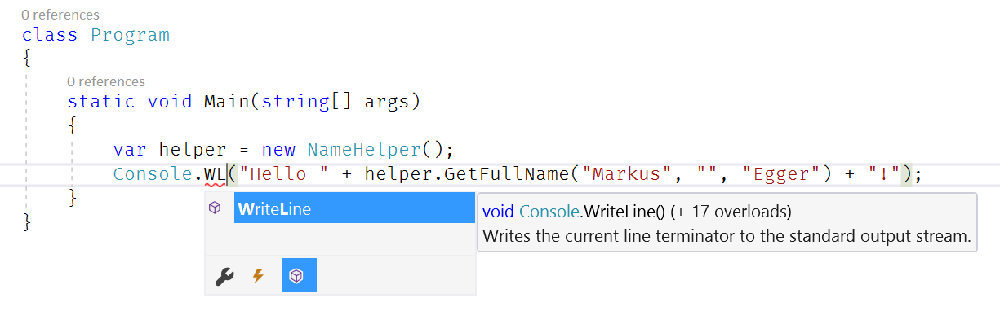 0 references
class Program
{
0 references
static void Main(string[] args)
{
var helper = new NameHelper();
Console.WL("Hello " + helper.GetFullName("Markus", "", "Egger") + "!");
}
WriteLine
void Console.WriteLine() (+ 17 overloads)
Writes the current line terminator to the standard output stream.
}